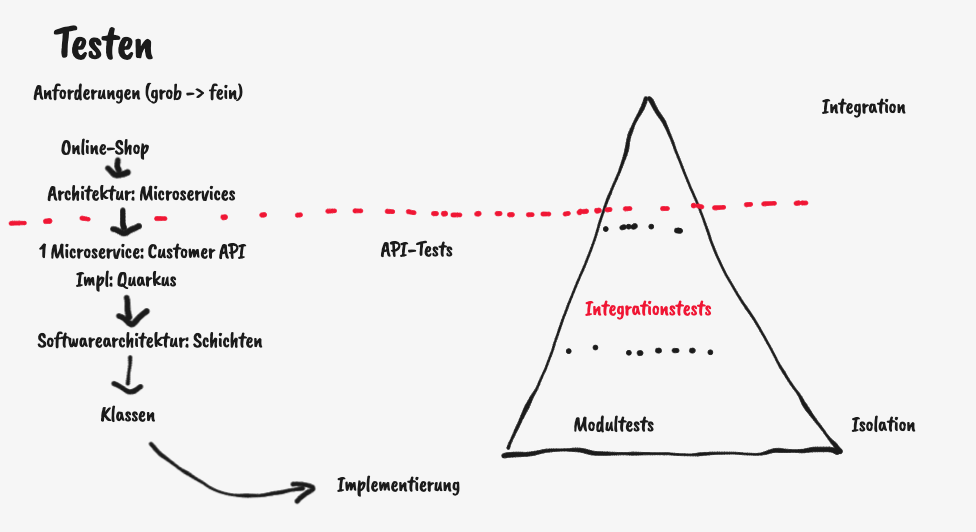 Testen
Anforderungen (grob -> fein)
Online-Shop
Architektur: Microservices
1 Microservice: Customer API
Impl: Quarkus
Softwarearchitektur: Schichten
Klassen
Implementierung
API-Tests
Integrationstests
Modultests
Integration
Isolation